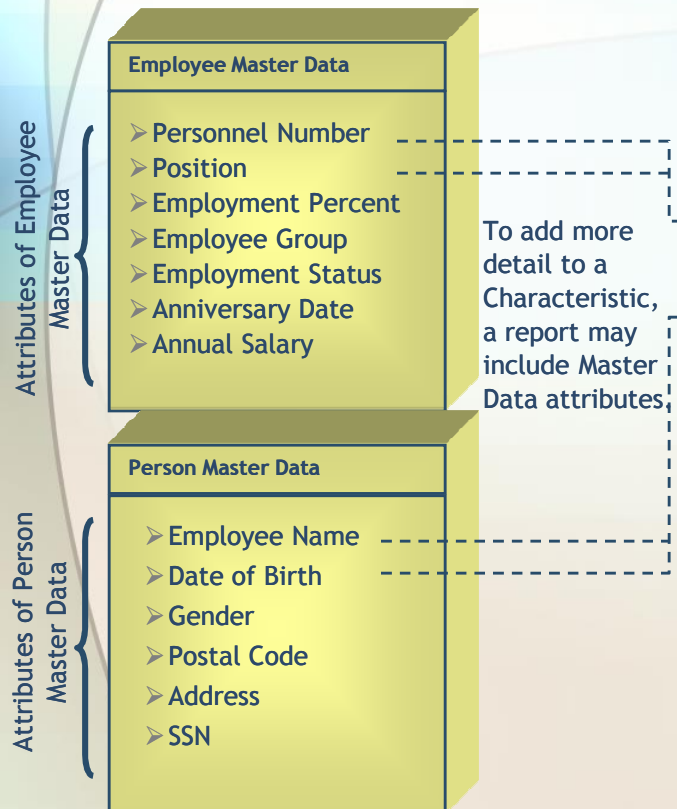 Employee Master Data
Attributes of Employee
Master Data
➢ Personnel Number
➢ Position
➢ Employment Percent
➢ Employee Group
➢ Employment Status
➢ Anniversary Date
➢ Annual Salary
To add more
detail to a
Characteristic,
a report may
include Master
Data attributes.
Person Master Data
Attributes of Person
Master Data
➢ Employee Name
➢ Date of Birth
➢ Gender
➢ Postal Code
➢ Address
➢ SSN